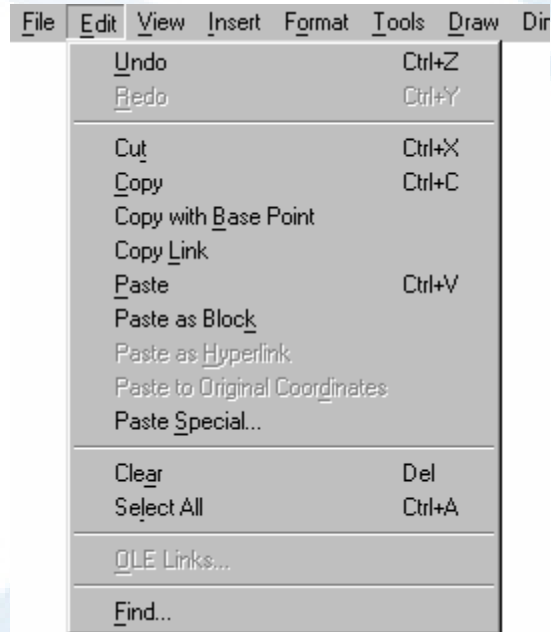 File Edit View Insert Format Tools Draw Dim
Undo Ctrl+Z
Redo Ctrl+Y
Cut Ctrl+X
Copy Ctrl+C
Copy with Base Point
Copy Link
Paste Ctrl+V
Paste as Block
Paste as Hyperlink
Paste to Original Coordinates
Paste Special...
Clear Del
Select All Ctrl+A
OLE Links...
Find...